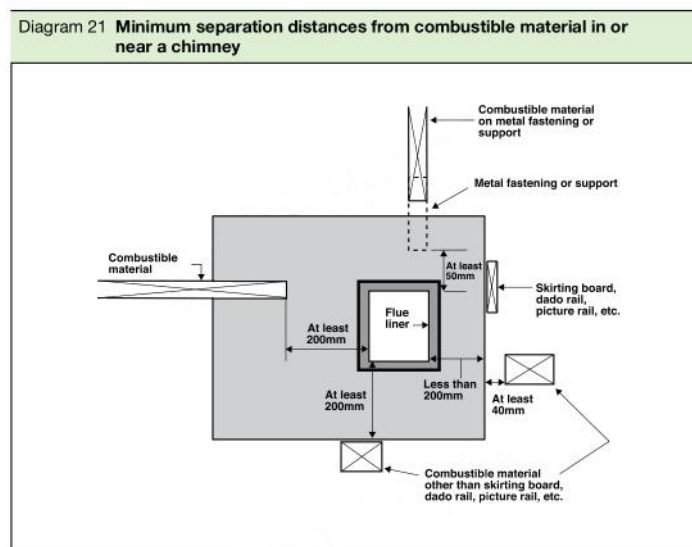 Diagram 21 Minimum separation distances from combustible material in or
near a chimney
Combustible material
on metal fastening or
support
Metal fastening or support
Combustible
material
At least
50mm
Skirting board,
dado rail,
picture rail, etc.
Flue
liner
At least
200mm
Less than
200mm
At least
200mm
At least
40mm
Combustible material
other than skirting board,
dado rail, picture rail, etc.